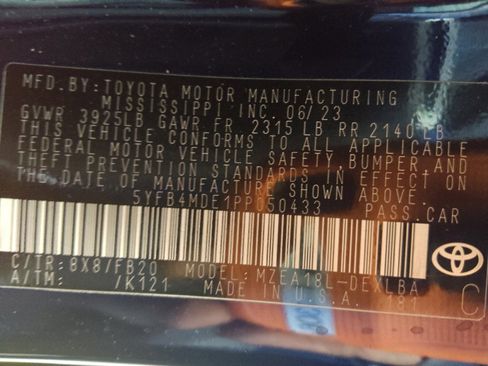 MFD.BY: TOYOTA MOTOR MANUFACTURING
MISSISSIPPI, INC. 06/23
GVWR 3925LB GAWR FR 2315 LB RR 2140 LB
THIS VEHICLE CONFORMS TO ALL APPLICABLE
FEDERAL MOTOR VEHICLE SAFETY, BUMPER AND
THEFT PREVENTION STANDARDS IN EFFECT ON
THE DATE OF MANUFACTURE SHOWN ABOVE.
5YFB4MDE1PP050433 PASS.CAR
C/TR: 8X8/FB20 MODEL: MZEA18L-DEXLBA
A/TM: /K121 MADE IN U.S.A.
TOYOTA
C